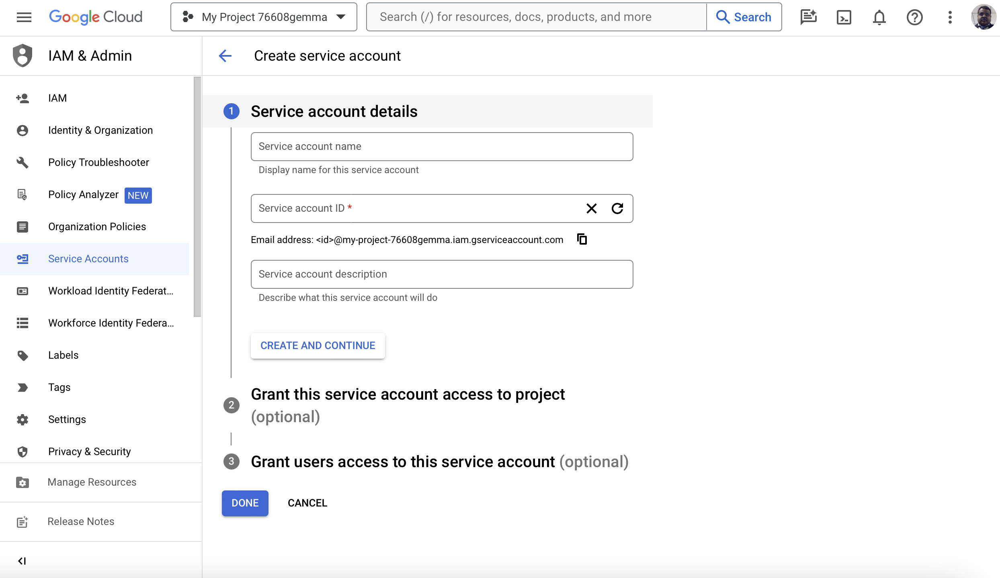 Google Cloud
My Project 76608gemma
Search (/) for resources, docs, products, and more
Search
IAM & Admin
Create service account
IAM
Identity & Organization
Policy Troubleshooter
Policy Analyzer NEW
Organization Policies
Service Accounts
Workload Identity Federat...
Workforce Identity Federa...
Labels
Tags
Settings
Privacy & Security
Manage Resources
Release Notes
1 Service account details
Service account name
Display name for this service account
Service account ID *
Email address: <id>@my-project-76608gemma.iam.gserviceaccount.com
Service account description
Describe what this service account will do
CREATE AND CONTINUE
2 Grant this service account access to project
(optional)
3 Grant users access to this service account (optional)
DONE CANCEL